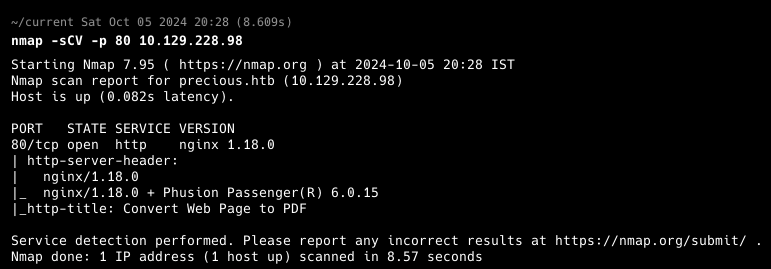 ~/current Sat Oct 05 2024 20:28 (8.609s)
nmap -sCV -p 80 10.129.228.98
Starting Nmap 7.95 ( https://nmap.org ) at 2024-10-05 20:28 IST
Nmap scan report for precious.htb (10.129.228.98)
Host is up (0.082s latency).
PORT   STATE SERVICE VERSION
80/tcp open  http    nginx 1.18.0
| http-server-header:
|   nginx/1.18.0
|_  nginx/1.18.0 + Phusion Passenger(R) 6.0.15
|_http-title: Convert Web Page to PDF
Service detection performed. Please report any incorrect results at https://nmap.org/submit/ .
Nmap done: 1 IP address (1 host up) scanned in 8.57 seconds